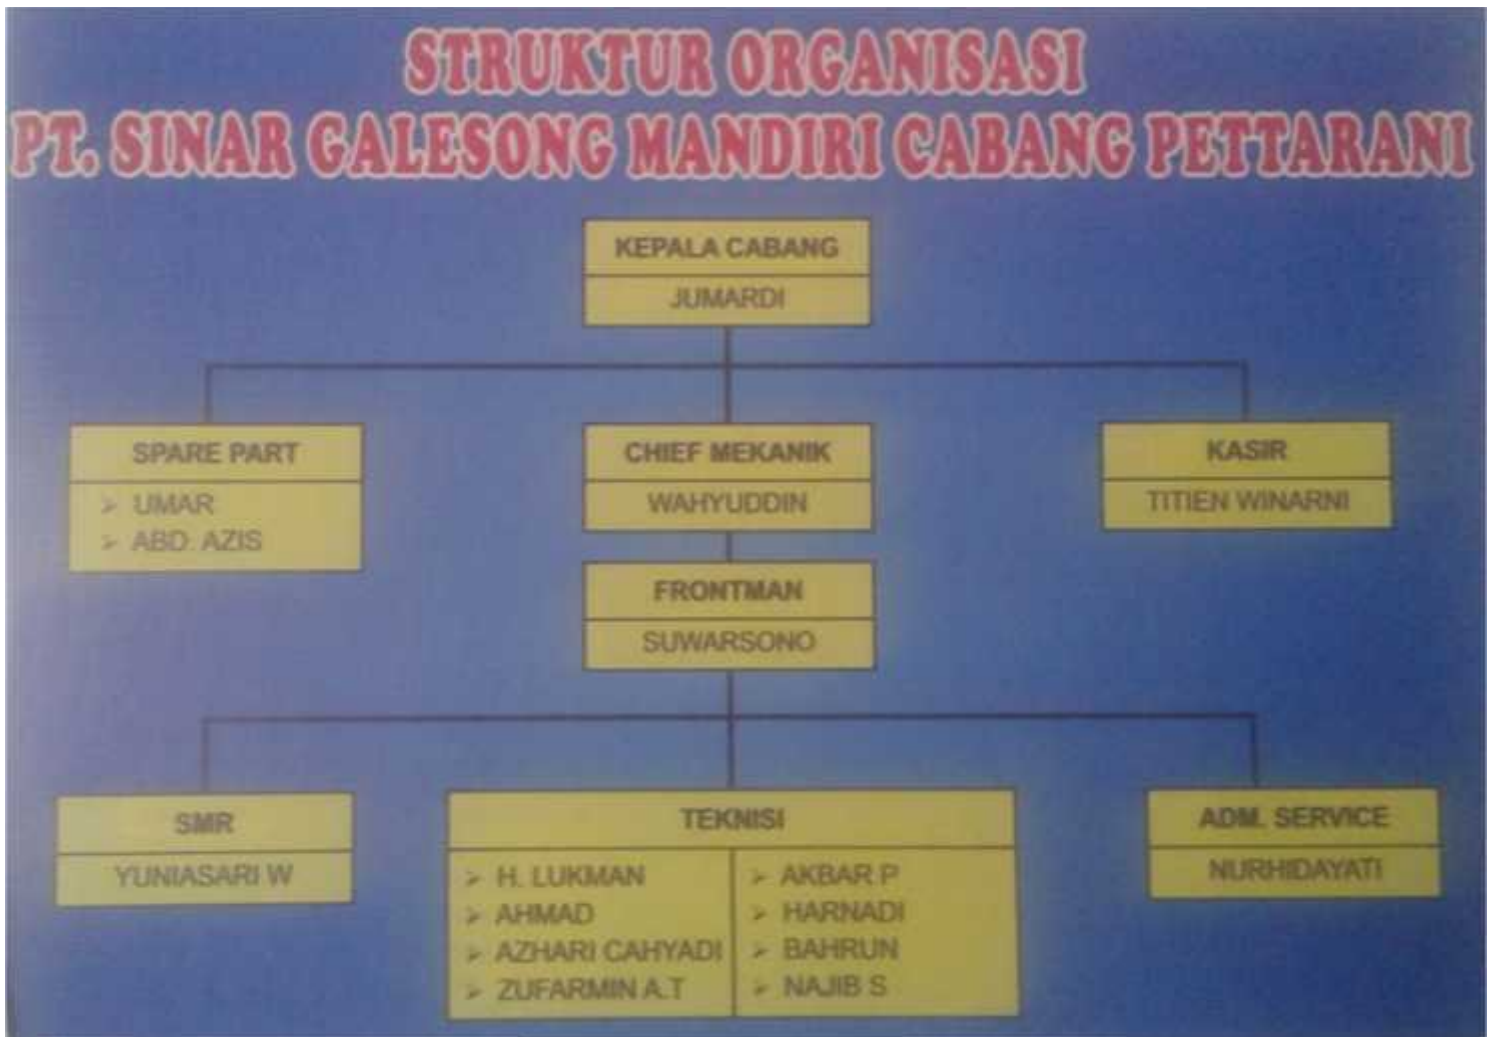 STRUKTUR ORGANISASI
PT. SINAR GALESONG MANDIRI CABANG PETTARANI
KEPALA CABANG
JUMARDI
SPARE PART
➢ UMAR
➢ ABD. AZIS
CHIEF MEKANIK
WAHYUDDIN
KASIR
TITIEN WINARNI
FRONTMAN
SUWARSONO
SMR
YUNIASARI W
TEKNISI
➢ H. LUKMAN
➢ AHMAD
➢ AZHARI CAHYADI
➢ ZUFARMIN A.T
➢ AKBAR P
➢ HARNADI
➢ BAHRUN
➢ NAJIB S
ADM. SERVICE
NURHIDAYATI